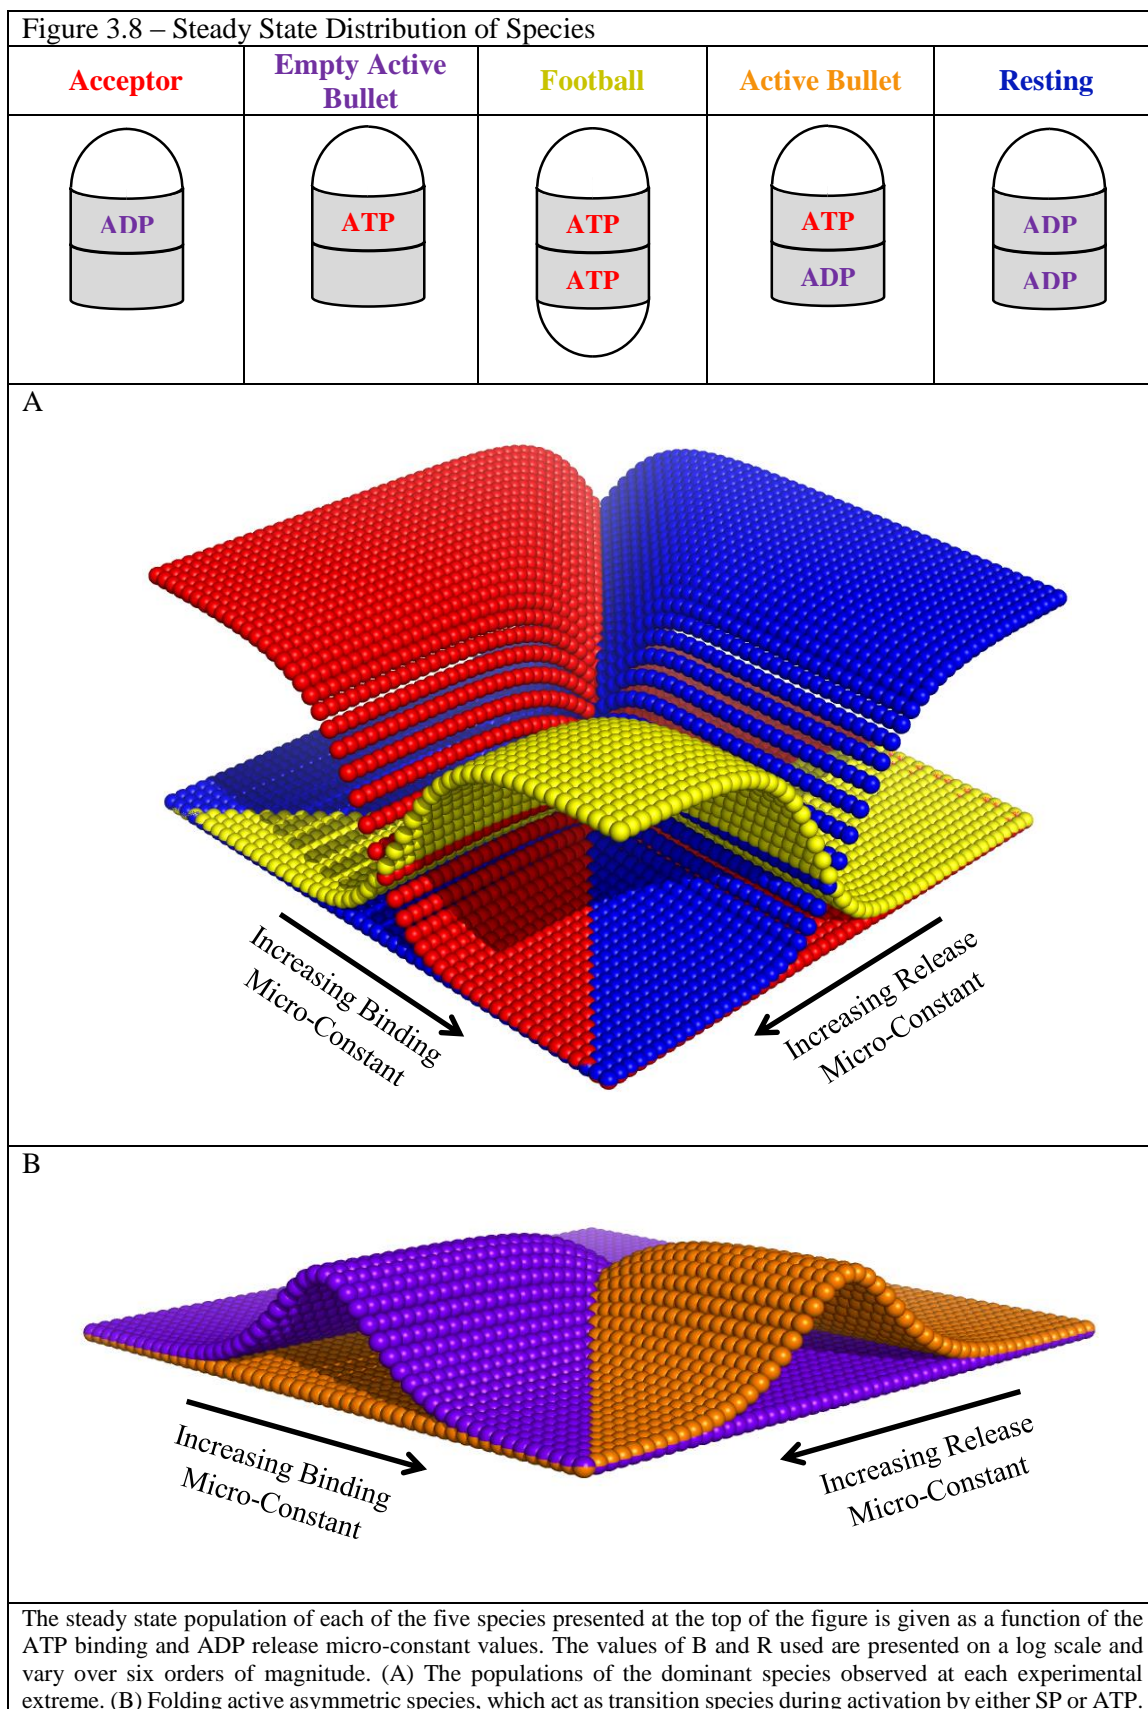 Figure 3.8 – Steady State Distribution of Species
Acceptor
Empty Active
Bullet
Football
Active Bullet
Resting
ADP
ATP
ATP
ATP
ATP
ADP
ADP
ADP
A
Increasing Binding
Micro-Constant
Increasing Release
Micro-Constant
B
Increasing Binding
Micro-Constant
Increasing Release
Micro-Constant
The steady state population of each of the five species presented at the top of the figure is given as a function of the
ATP binding and ADP release micro-constant values. The values of B and R used are presented on a log scale and
vary over six orders of magnitude. (A) The populations of the dominant species observed at each experimental
extreme. (B) Folding active asymmetric species, which act as transition species during activation by either SP or ATP.